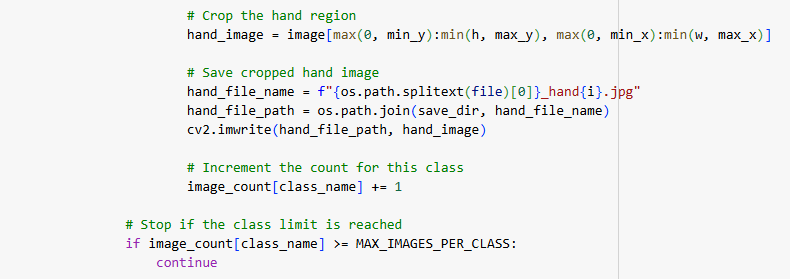 # Crop the hand region
hand_image = image[max(0, min_y):min(h, max_y), max(0, min_x):min(w, max_x)]
# Save cropped hand image
hand_file_name = f"{os.path.splitext(file)[0]}_hand{i}.jpg"
hand_file_path = os.path.join(save_dir, hand_file_name)
cv2.imwrite(hand_file_path, hand_image)
# Increment the count for this class
image_count[class_name] += 1
# Stop if the class limit is reached
if image_count[class_name] >= MAX_IMAGES_PER_CLASS:
continue